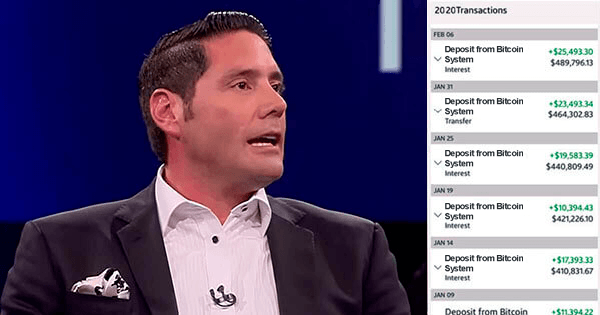 2020Transactions
FEB 06
Deposit from Bitcoin +$25,493.30
System $489,796.13
Interest
JAN 31
Deposit from Bitcoin +$23,493.34
System $464,302.83
Transfer
JAN 25
Deposit from Bitcoin +$19,583.39
System $440,809.49
Interest
JAN 19
Deposit from Bitcoin +$10,394.43
System $421,226.10
Interest
JAN 14
Deposit from Bitcoin +$17,393.33
System $410,831.67
Interest
JAN 09
Deposit from Bitcoin +$11,394.22